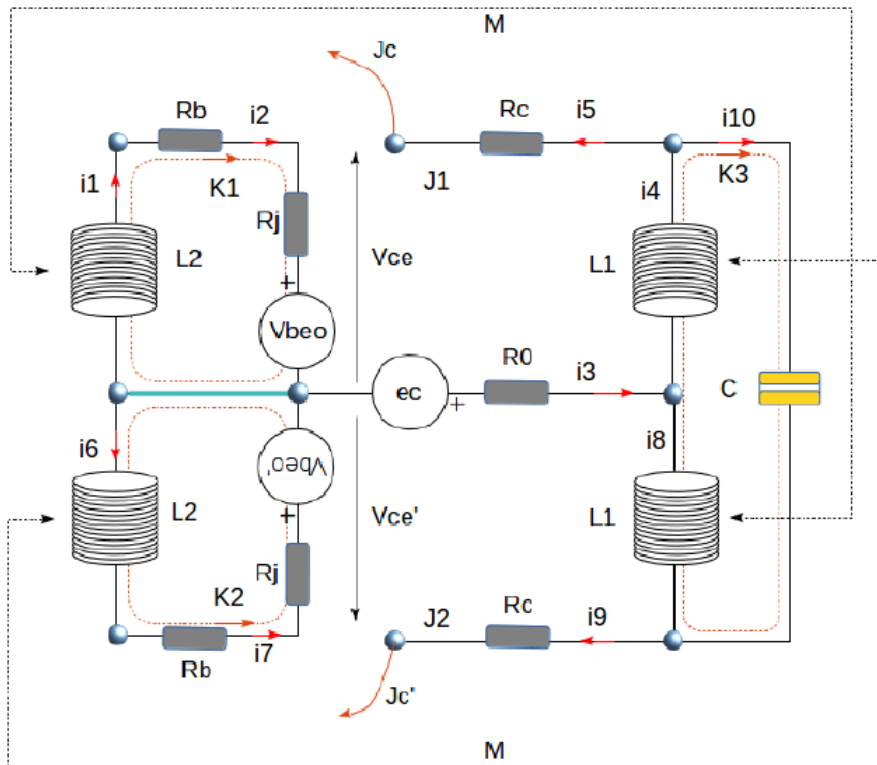 M
Jc
Rb
i2
Rc
i5
i10
i1
K1
J1
K3
i4
Rj
L2
Vce
L1
+
Vbeo
R0
ec
+
i3
C
i6
i8
Vbeo'
L2
Vce'
L1
+
Rj
K2
J2
Rc
i9
i7
Rb
Jc'
M